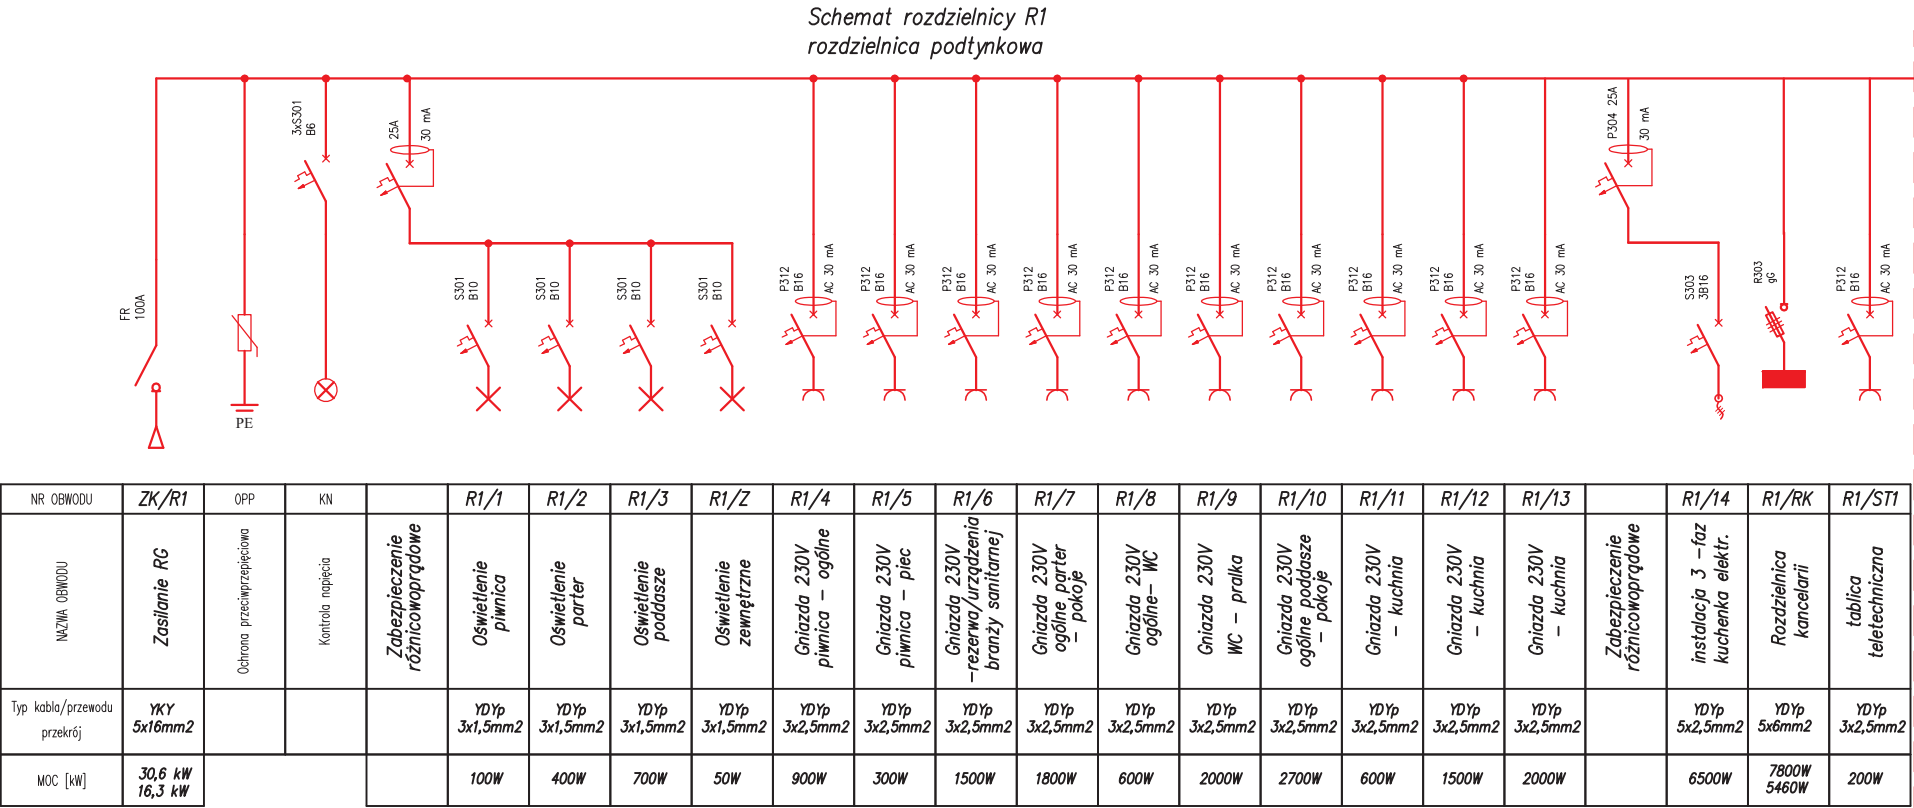 Schemat rozdzielnicy R1
rozdzielnica podtynkowa
FR
100A
PE
3xS301
B6
25A
30 mA
S301
B10
S301
B10
S301
B10
S301
B10
P312
B16
AC 30 mA
P312
B16
AC 30 mA
P312
B16
AC 30 mA
P312
B16
AC 30 mA
P312
B16
AC 30 mA
P312
B16
AC 30 mA
P312
B16
AC 30 mA
P312
B16
AC 30 mA
P312
B16
AC 30 mA
P312
B16
AC 30 mA
P304 25A
30 mA
S303
3B16
R303
gG
P312
B16
AC 30 mA
NR OBWODU ZK/R1 OPP KN R1/1 R1/2 R1/3 R1/Z R1/4 R1/5 R1/6 R1/7 R1/8 R1/9 R1/10 R1/11 R1/12 R1/13 R1/14 R1/RK R1/ST1
NAZWA OBWODU
Zasilanie RG
Ochrona przeciwprzepięciowa
Kontrola napięcia
Zabezpieczenie
różnicowoprądowe
Oświetlenie
piwnica
Oświetlenie
parter
Oświetlenie
poddasze
Oświetlenie
zewnętrzne
Gniazda 230V
piwnica – ogólne
Gniazda 230V
piwnica – piec
Gniazda 230V
–rezerwa/urządzenia
branży sanitarnej
Gniazda 230V
ogólne parter
– pokoje
Gniazda 230V
ogólne– WC
Gniazda 230V
WC – pralka
Gniazda 230V
ogólne poddasze
– pokoje
Gniazda 230V
– kuchnia
Gniazda 230V
– kuchnia
Gniazda 230V
– kuchnia
Zabezpieczenie
różnicowoprądowe
instalacja 3 –faz
kuchenka elektr.
Rozdzielnica
kancelarii
tablica
teletechniczna
Typ kabla/przewodu
przekrój
YKY
5x16mm2
YDYp
3x1,5mm2
YDYp
3x1,5mm2
YDYp
3x1,5mm2
YDYp
3x1,5mm2
YDYp
3x2,5mm2
YDYp
3x2,5mm2
YDYp
3x2,5mm2
YDYp
3x2,5mm2
YDYp
3x2,5mm2
YDYp
3x2,5mm2
YDYp
3x2,5mm2
YDYp
3x2,5mm2
YDYp
3x2,5mm2
YDYp
3x2,5mm2
YDYp
5x2,5mm2
YDYp
5x6mm2
YDYp
3x2,5mm2
MOC [kW]
30,6 kW
16,3 kW
100W 400W 700W 50W 900W 300W 1500W 1800W 600W 2000W 2700W 600W 1500W 2000W 6500W
7800W
5460W
200W